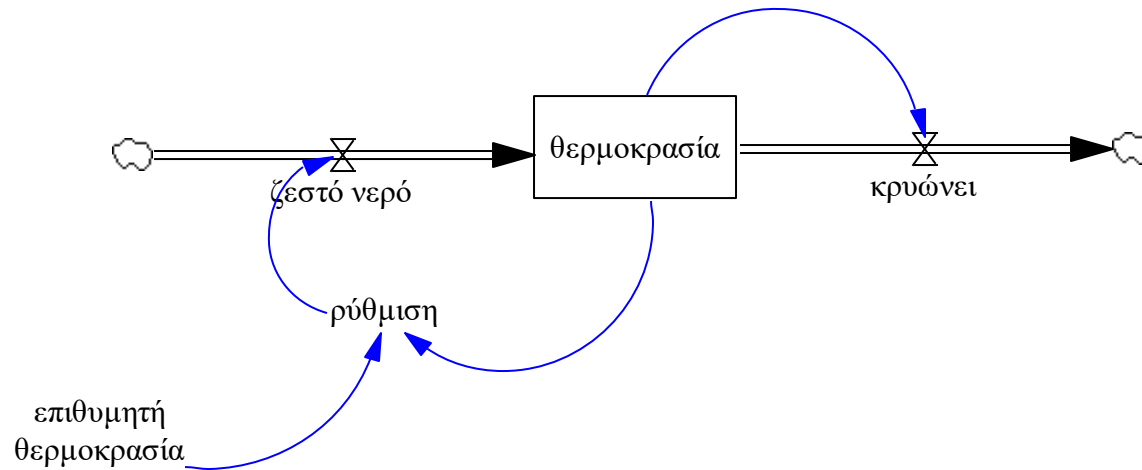 θερμοκρασία
ζεστό νερό
κρυώνει
ρύθμιση
επιθυμητή
θερμοκρασία